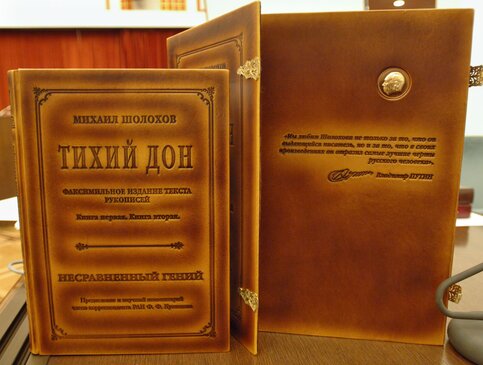 МИХАИЛ ШОЛОХОВ
ТИХИЙ ДОН
ФАКСИМИЛЬНОЕ ИЗДАНИЕ ТЕКСТА
РУКОПИСЕЙ
Книга первая. Книга вторая.
НЕСРАВНЕННЫЙ ГЕНИЙ
Предисловие и научный комментарий
члена-корреспондента РАН Ф. Ф. Кузнецова
«Мы любим Шолохова не только за то, что он
выдающийся писатель, но и за то, что в своих
произведениях он отразил самые лучшие черты
русского человека».
Владимир ПУТИН